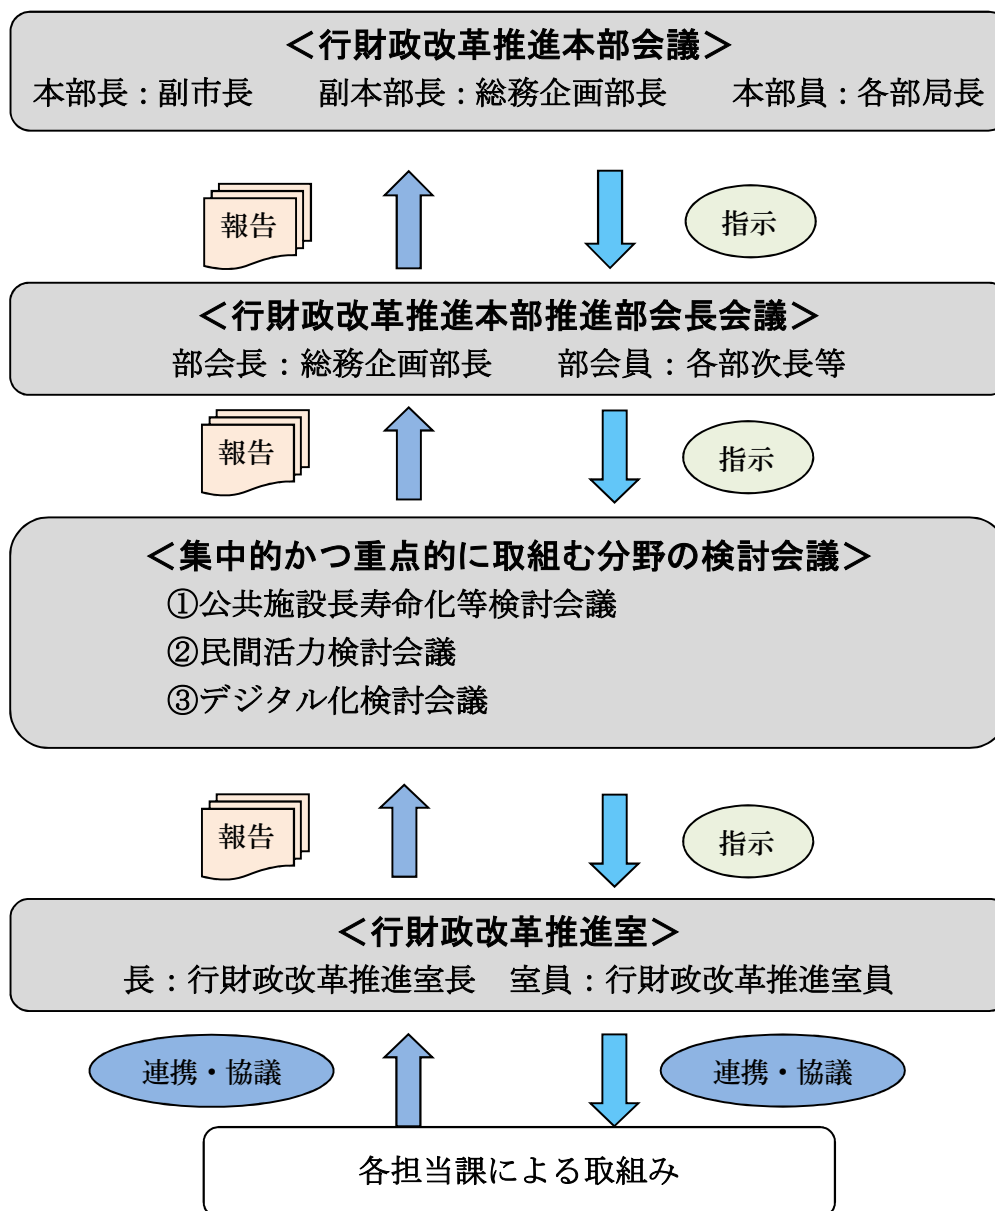 ＜行財政改革推進本部会議＞
本部長：副市長　　副本部長：総務企画部長　　本部員：各部局長
報告
指示
＜行財政改革推進本部推進部会長会議＞
部会長：総務企画部長　　部会員：各部次長等
報告
指示
＜集中的かつ重点的に取組む分野の検討会議＞
①公共施設長寿命化等検討会議
②民間活力検討会議
③デジタル化検討会議
報告
指示
＜行財政改革推進室＞
長：行財政改革推進室長　室員：行財政改革推進室員
連携・協議
連携・協議
各担当課による取組み